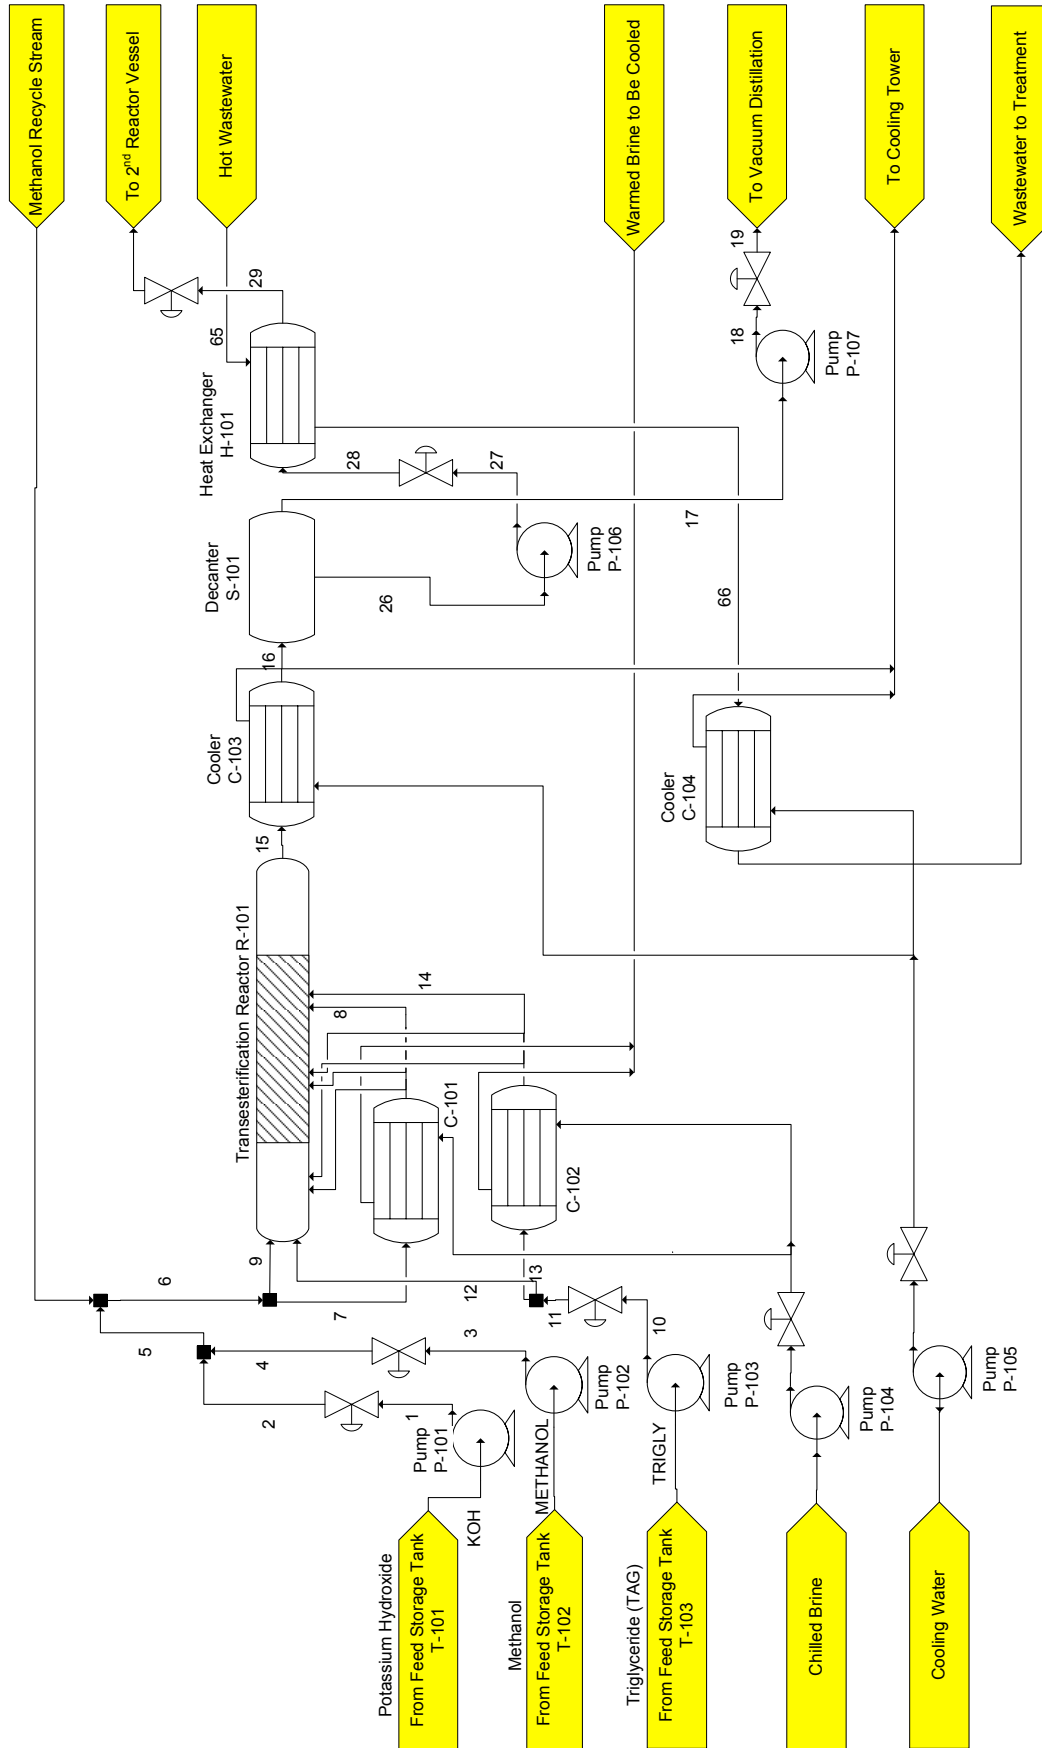 Methanol Recycle Stream
To 2nd Reactor Vessel
Hot Wastewater
Warmed Brine to Be Cooled
To Vacuum Distillation
To Cooling Tower
Wastewater to Treatment
29
65
Heat Exchanger
H-101
28
27
Pump
P-106
Decanter
S-101
26
17
66
18
19
Pump
P-107
16
Cooler
C-103
15
Cooler
C-104
Transesterification Reactor R-101
14
8
C-101
C-102
9
6
7
12
13
11
10
5
4
3
2
1
Pump
P-101
Pump
P-102
Pump
P-103
Pump
P-104
Pump
P-105
KOH
METHANOL
TRIGLY
Potassium Hydroxide
From Feed Storage Tank
T-101
Methanol
From Feed Storage Tank
T-102
Triglyceride (TAG)
From Feed Storage Tank
T-103
Chilled Brine
Cooling Water